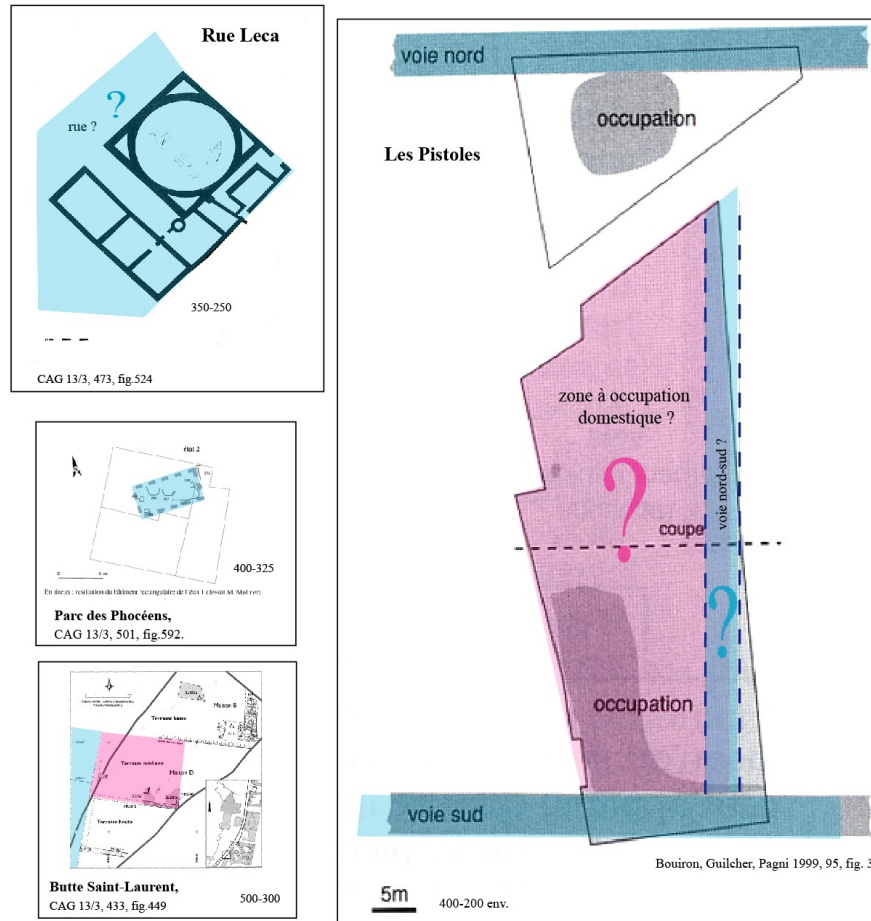 Rue Leca
?
rue ?
350-250
CAG 13/3, 473, fig.524
état 2
400-325
Parc des Phocéens,
CAG 13/3, 501, fig.592.
Maison B
Terrasse basse
Terrasse médiane
Maison D
Terrasse haute
Butte Saint-Laurent,
CAG 13/3, 433, fig.449
500-300
voie nord
occupation
Les Pistoles
zone à occupation
domestique ?
voie nord-sud ?
?
coupe
?
occupation
voie sud
Bouiron, Guilcher, Pagni 1999, 95, fig. 3
5m
400-200 env.